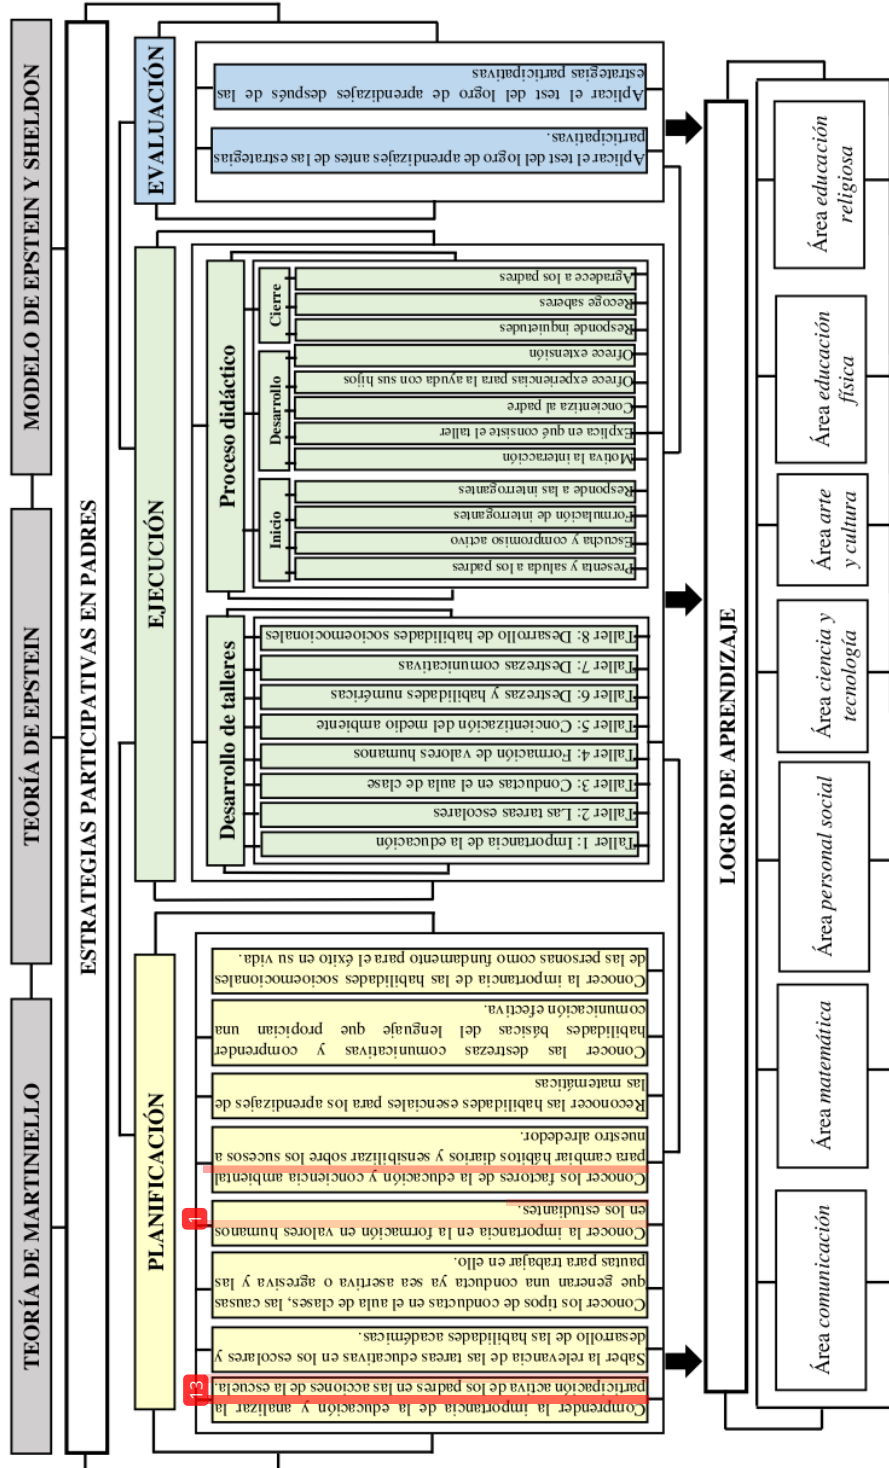 TEORÍA DE MARTINIELLO
TEORÍA DE EPSTEIN
MODELO DE EPSTEIN Y SHELDON
ESTRATEGIAS PARTICIPATIVAS EN PADRES
PLANIFICACIÓN
Comprender la importancia de la educación y analizar la
participación activa de los padres en las acciones de la escuela.
13
Saber la relevancia de las tareas educativas en los escolares y
desarrollo de las habilidades académicas.
Conocer los tipos de conductas en el aula de clases, las causas
que generan una conducta ya sea asertiva o agresiva y las
pautas para trabajar en ello.
Conocer la importancia en la formación en valores humanos
en los estudiantes.
1
Conocer los factores de la educación y conciencia ambiental
para cambiar hábitos diarios y sensibilizar sobre los sucesos a
nuestro alrededor.
Reconocer las habilidades esenciales para los aprendizajes de
las matemáticas
Conocer las destrezas comunicativas y comprender
habilidades básicas del lenguaje que propician una
comunicación efectiva.
Conocer la importancia de las habilidades socioemocionales
de las personas como fundamento para el éxito en su vida.
EJECUCIÓN
Desarrollo de talleres
Taller 1: Importancia de la educación
Taller 2: Las tareas escolares
Taller 3: Conductas en el aula de clase
Taller 4: Formación de valores humanos
Taller 5: Concientización del medio ambiente
Taller 6: Destrezas y habilidades numéricas
Taller 7: Destrezas comunicativas
Taller 8: Desarrollo de habilidades socioemocionales
Proceso didáctico
Inicio
Presenta y saluda a los padres
Escucha y compromiso activo
Formulación de interrogantes
Responde a las interrogantes
Desarrollo
Motiva la interacción
Explica en qué consiste el taller
Concientiza al padre
Ofrece experiencias para la ayuda con sus hijos
Ofrece extensión
Cierre
Responde inquietudes
Recoge saberes
Agradece a los padres
EVALUACIÓN
Aplicar el test del logro de aprendizajes antes de las estrategias
participativas.
Aplicar el test del logro de aprendizajes después de las
estrategias participativas
LOGRO DE APRENDIZAJE
Área comunicación
Área matemática
Área personal social
Área ciencia y
tecnología
Área arte
y cultura
Área educación
física
Área educación
religiosa